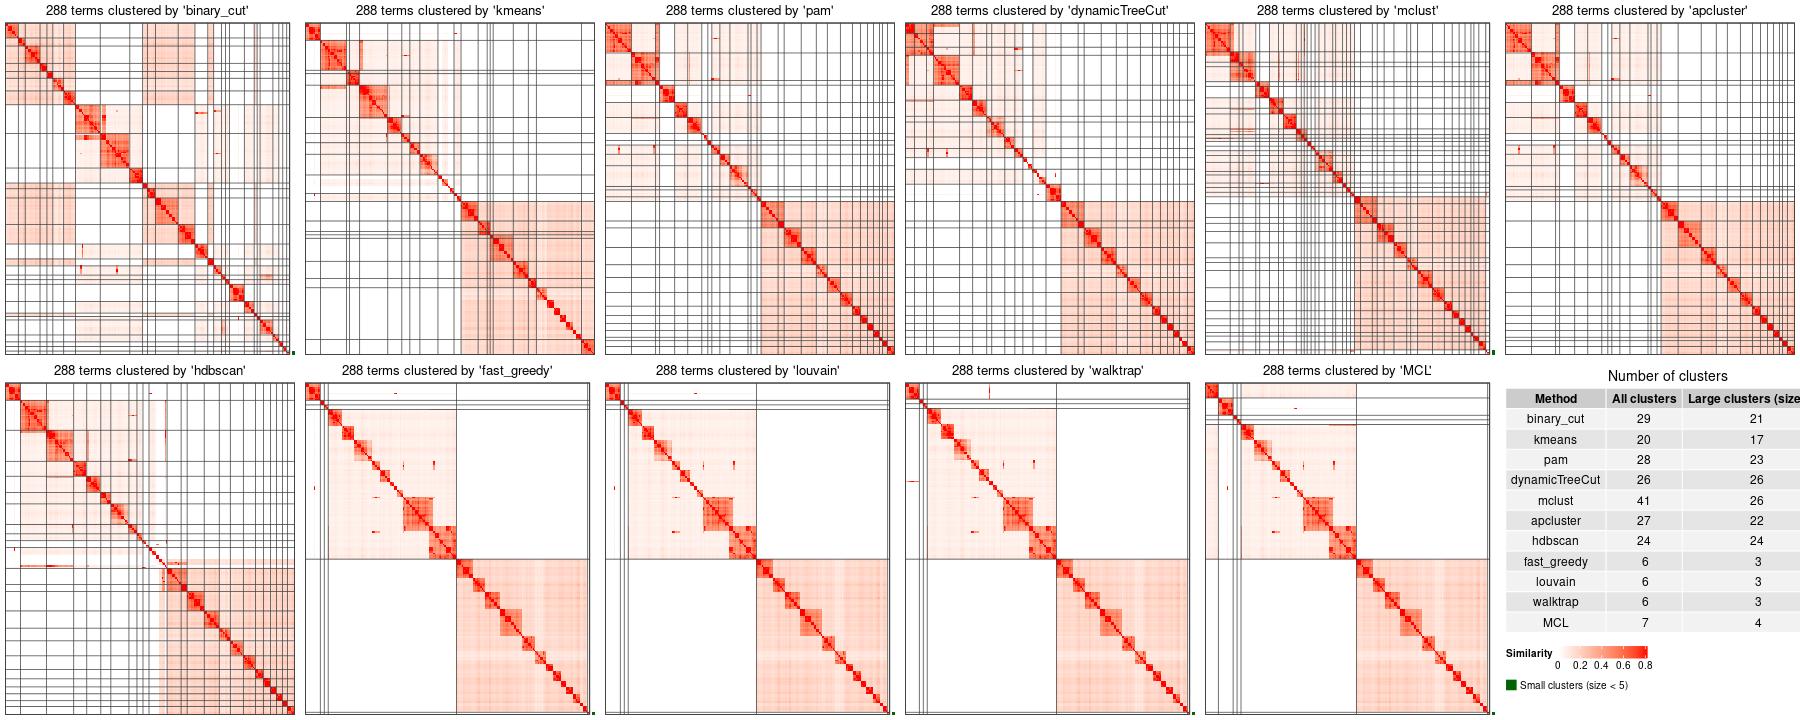 288 terms clustered by 'binary_cut'
288 terms clustered by 'kmeans'
288 terms clustered by 'pam'
288 terms clustered by 'dynamicTreeCut'
288 terms clustered by 'mclust'
288 terms clustered by 'apcluster'
288 terms clustered by 'hdbscan'
288 terms clustered by 'fast_greedy'
288 terms clustered by 'louvain'
288 terms clustered by 'walktrap'
288 terms clustered by 'MCL'
Number of clusters
Method All clusters Large clusters (size
binary_cut 29 21
kmeans 20 17
pam 28 23
dynamicTreeCut 26 26
mclust 41 26
apcluster 27 22
hdbscan 24 24
fast_greedy 6 3
louvain 6 3
walktrap 6 3
MCL 7 4
Similarity
0 0.2 0.4 0.6 0.8
Small clusters (size < 5)